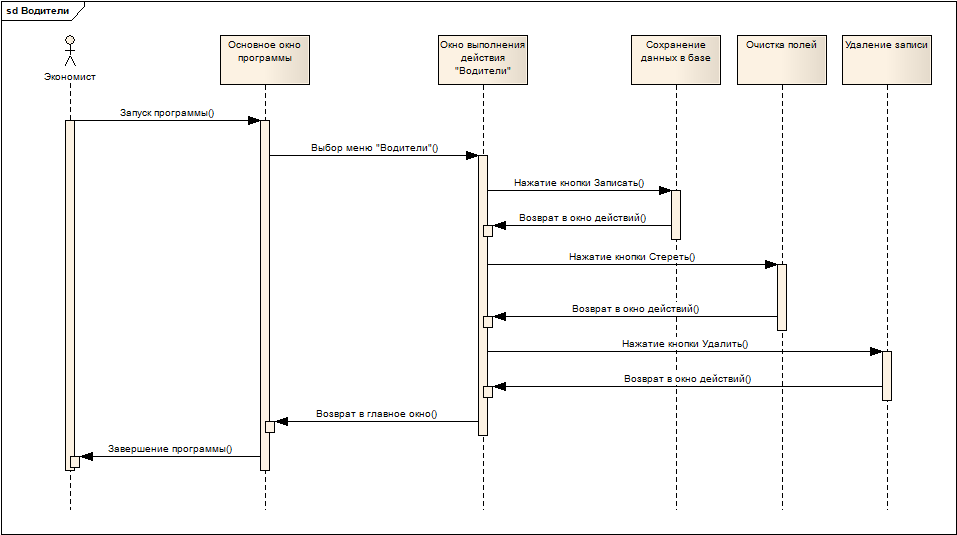 sd Водители
Экономист
Основное окно
программы
Окно выполнения
действия
"Водители"
Сохранение
данных в базе
Очистка полей
Удаление записи
Запуск программы()
Выбор меню "Водители"()
Нажатие кнопки Записать()
Возврат в окно действий()
Нажатие кнопки Стереть()
Возврат в окно действий()
Нажатие кнопки Удалить()
Возврат в окно действий()
Возврат в главное окно()
Завершение программы()